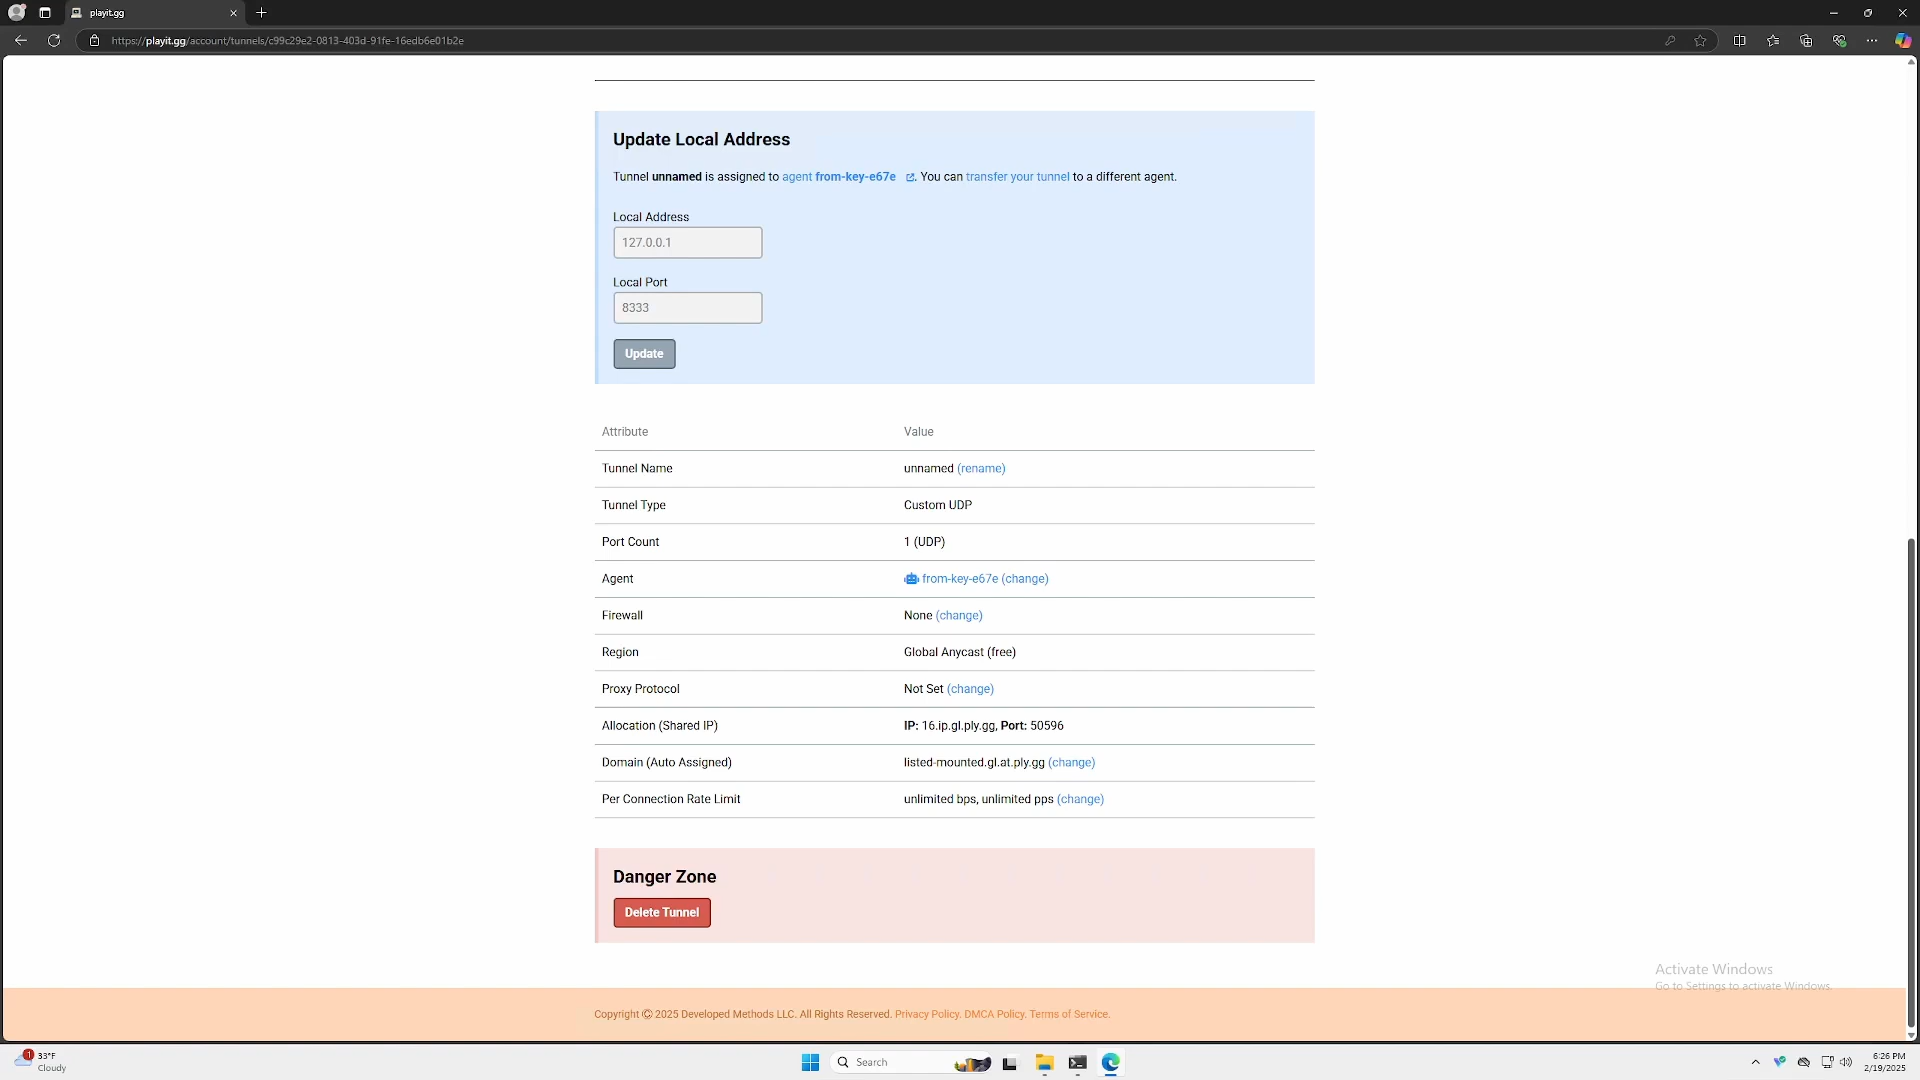 playit.gg
https://playit.gg/account/tunnels/c99c29e2-0813-403d-91fe-16edb6e01b2e
Update Local Address
Tunnel unnamed is assigned to agent from-key-e67e . You can transfer your tunnel to a different agent.
Local Address
127.0.0.1
Local Port
8333
Update
Attribute Value
Tunnel Name unnamed (rename)
Tunnel Type Custom UDP
Port Count 1 (UDP)
Agent from-key-e67e (change)
Firewall None (change)
Region Global Anycast (free)
Proxy Protocol Not Set (change)
Allocation (Shared IP) IP: 16.ip.gl.ply.gg, Port: 50596
Domain (Auto Assigned) listed-mounted.gl.at.ply.gg (change)
Per Connection Rate Limit unlimited bps, unlimited pps (change)
Danger Zone
Delete Tunnel
Activate Windows
Go to Settings to activate Windows.
Copyright © 2025 Developed Methods LLC. All Rights Reserved. Privacy Policy. DMCA Policy. Terms of Service.
1
33°F
Cloudy
Search
6:26 PM
2/19/2025